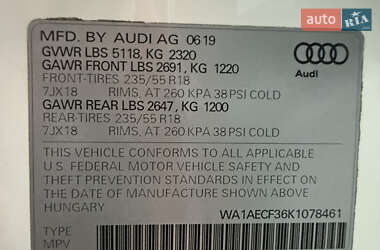 auto RIA
MFD. BY AUDI AG 06 19
GVWR LBS 5118, KG 2320
GAWR FRONT LBS 2691, KG 1220
FRONT-TIRES 235/55 R18
7JX18 RIMS, AT 260 KPA 38 PSI COLD
GAWR REAR LBS 2647, KG 1200
REAR-TIRES 235/55 R18
7JX18 RIMS, AT 260 KPA 38 PSI COLD
Audi
THIS VEHICLE CONFORMS TO ALL APPLICABLE
U.S. FEDERAL MOTOR VEHICLE SAFETY AND
THEFT PREVENTION STANDARDS IN EFFECT ON
THE DATE OF MANUFACTURE SHOWN ABOVE
HUNGARY
WA1AECF36K1078461
TYPE
MPV